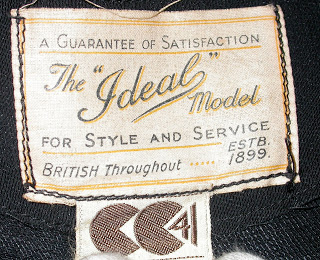 A GUARANTEE OF SATISFACTION
The "Ideal" Model
FOR STYLE AND SERVICE
BRITISH Throughout ..... ESTB. 1899.
CC41